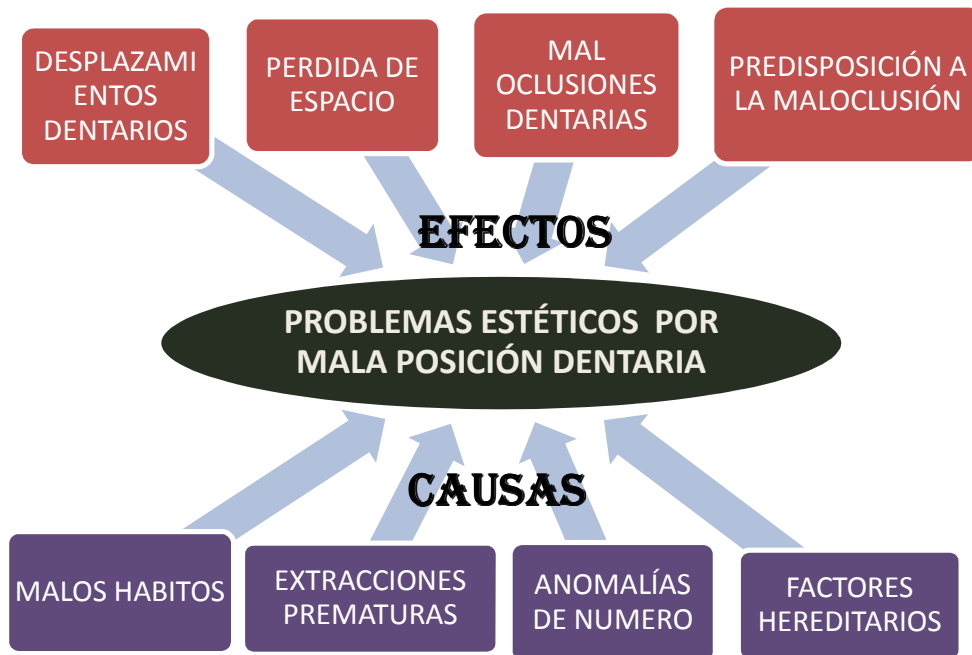 DESPLAZAMI
ENTOS
DENTARIOS
PERDIDA DE
ESPACIO
MAL
OCLUSIONES
DENTARIAS
PREDISPOSICIÓN A
LA MALOCLUSIÓN
EFECTOS
PROBLEMAS ESTÉTICOS POR
MALA POSICIÓN DENTARIA
CAUSAS
MALOS HABITOS
EXTRACCIONES
PREMATURAS
ANOMALÍAS
DE NUMERO
FACTORES
HEREDITARIOS